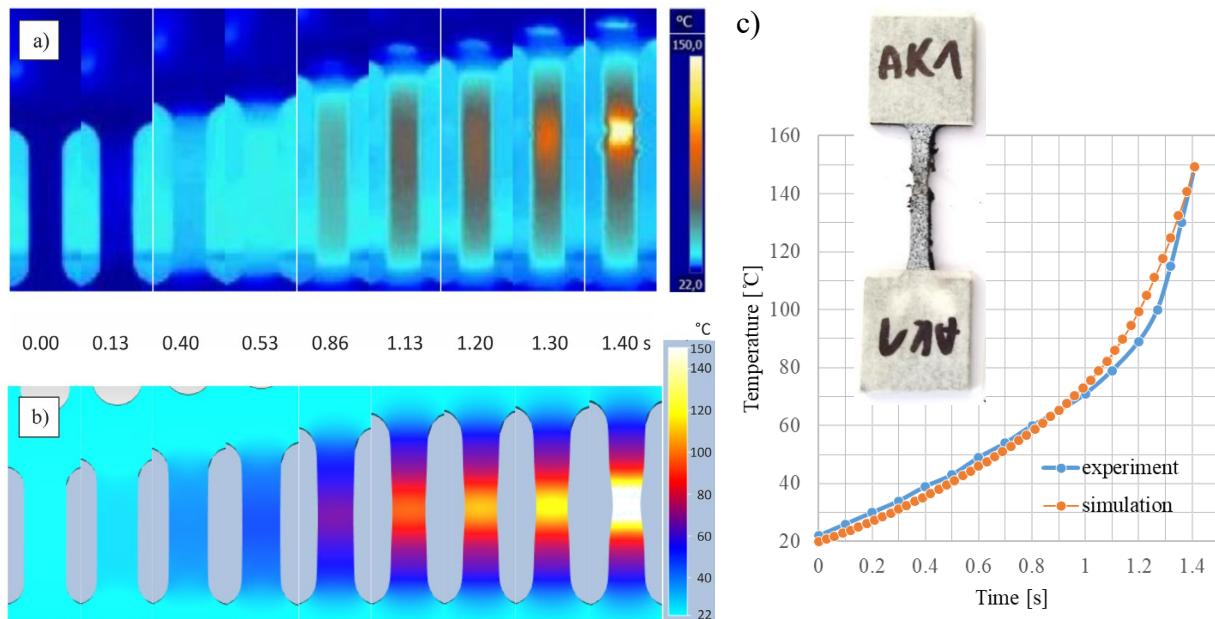 a)
°C
150,0
22,0
0.00 0.13 0.40 0.53 0.86 1.13 1.20 1.30 1.40 s
b)
°C
150
140
120
100
80
60
40
22
c)
AK1
AK1
Temperature [°C]
160
140
120
100
80
60
40
20
experiment
simulation
0 0.2 0.4 0.6 0.8 1 1.2 1.4
Time [s]